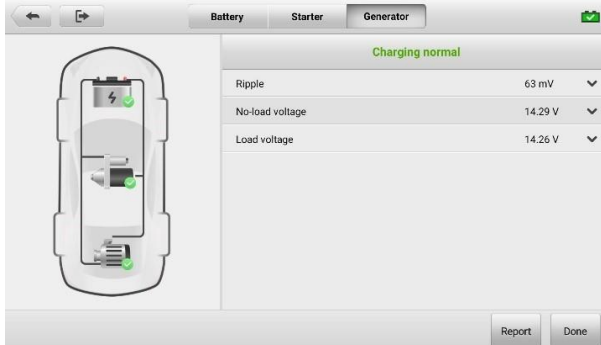 Battery Starter Generator
Charging normal
Ripple 63 mV
No-load voltage 14.29 V
Load voltage 14.26 V
Report Done